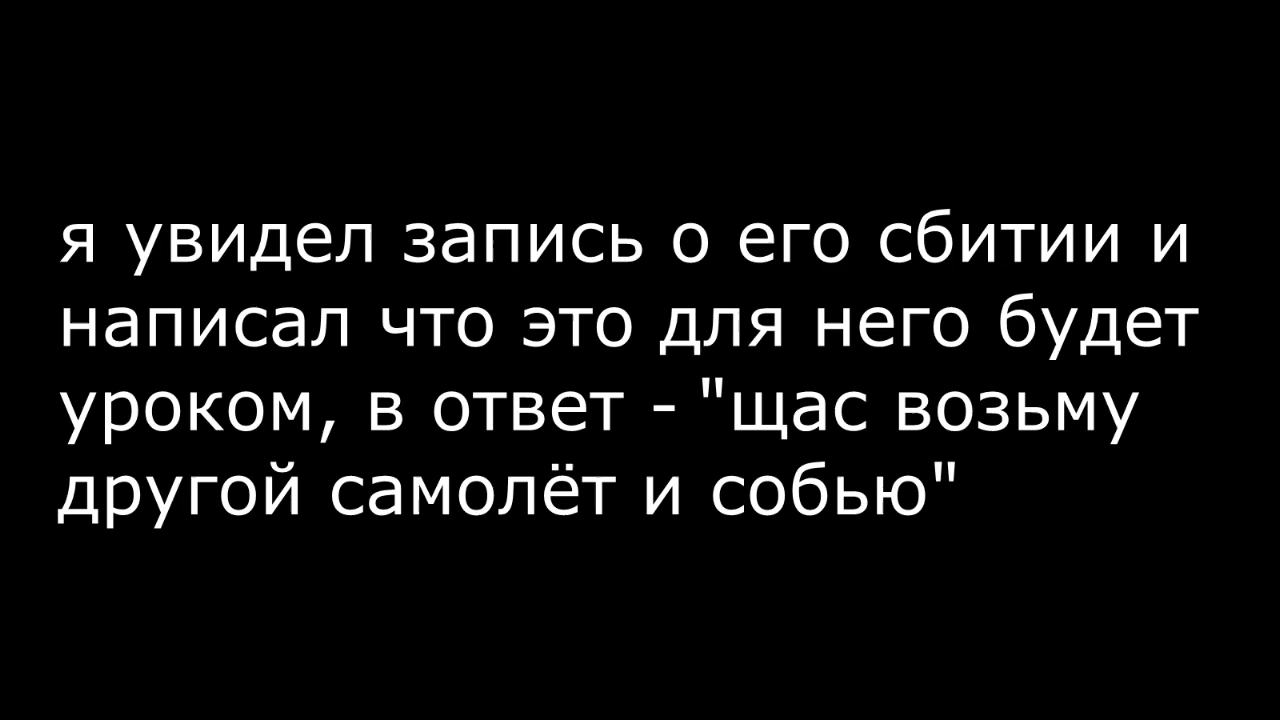 я увидел запись о его сбитии и
написал что это для него будет
уроком, в ответ - "щас возьму
другой самолёт и собью"